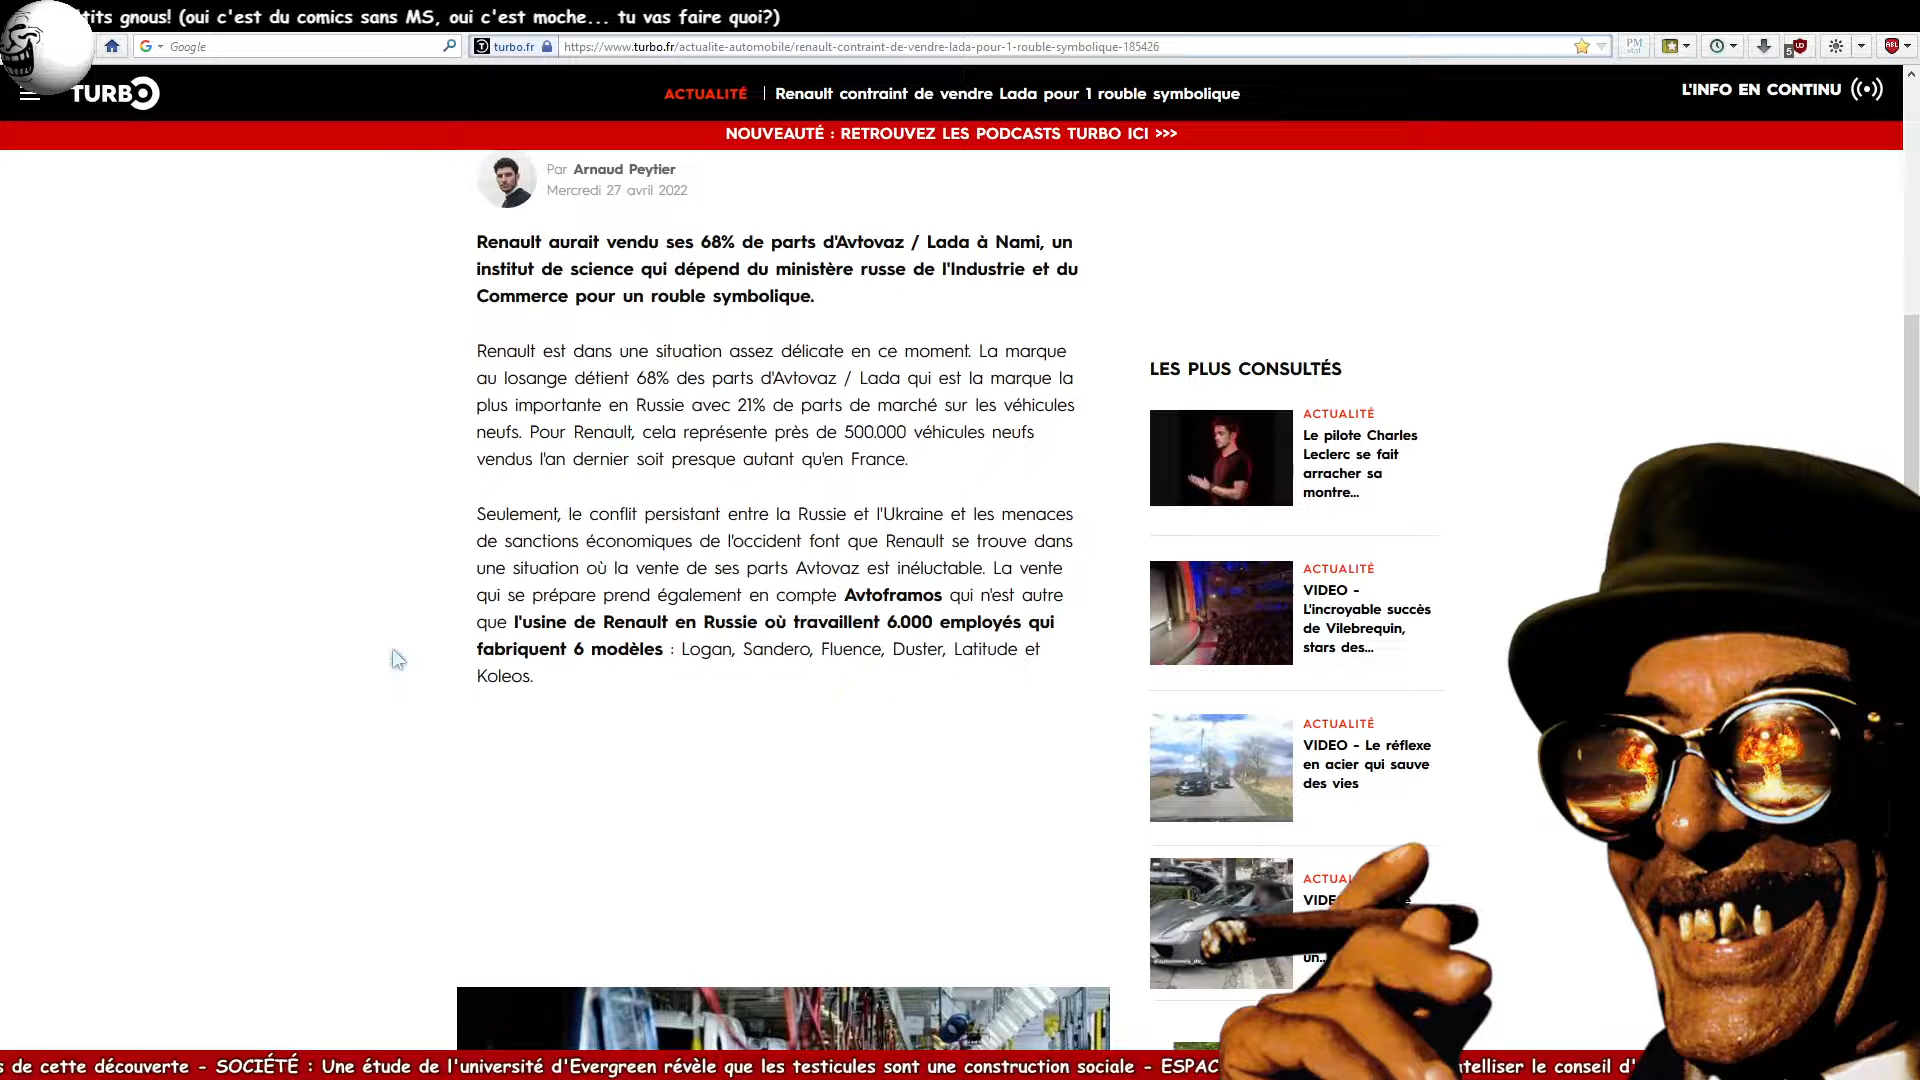 tits gnous! (oui c'est du comics sans MS, oui c'est moche... tu vas faire quoi?)
Google
turbo.fr
https://www.turbo.fr/actualite-automobile/renault-contraint-de-vendre-lada-pour-1-rouble-symbolique-185426
PM
stat
5
ABL
TURBO
ACTUALITÉ | Renault contraint de vendre Lada pour 1 rouble symbolique
L'INFO EN CONTINU
NOUVEAUTÉ : RETROUVEZ LES PODCASTS TURBO ICI >>>
Par Arnaud Peytier
Mercredi 27 avril 2022
Renault aurait vendu ses 68% de parts d'Avtovaz / Lada à Nami, un
institut de science qui dépend du ministère russe de l'Industrie et du
Commerce pour un rouble symbolique.
Renault est dans une situation assez délicate en ce moment. La marque
au losange détient 68% des parts d'Avtovaz / Lada qui est la marque la
plus importante en Russie avec 21% de parts de marché sur les véhicules
neufs. Pour Renault, cela représente près de 500.000 véhicules neufs
vendus l'an dernier soit presque autant qu'en France.
Seulement, le conflit persistant entre la Russie et l'Ukraine et les menaces
de sanctions économiques de l'occident font que Renault se trouve dans
une situation où la vente de ses parts Avtovaz est inéluctable. La vente
qui se prépare prend également en compte Avtoframos qui n'est autre
que l'usine de Renault en Russie où travaillent 6.000 employés qui
fabriquent 6 modèles : Logan, Sandero, Fluence, Duster, Latitude et
Koleos.
LES PLUS CONSULTÉS
ACTUALITÉ
Le pilote Charles
Leclerc se fait
arracher sa
montre...
ACTUALITÉ
VIDEO -
L'incroyable succès
de Vilebrequin,
stars des...
ACTUALITÉ
VIDEO - Le réflexe
en acier qui sauve
des vies
ACTUAL
VIDE
un...
s de cette découverte - SOCIÉTÉ : Une étude de l'université d'Evergreen révèle que les testicules sont une construction sociale - ESPAC
atelliser le conseil d'